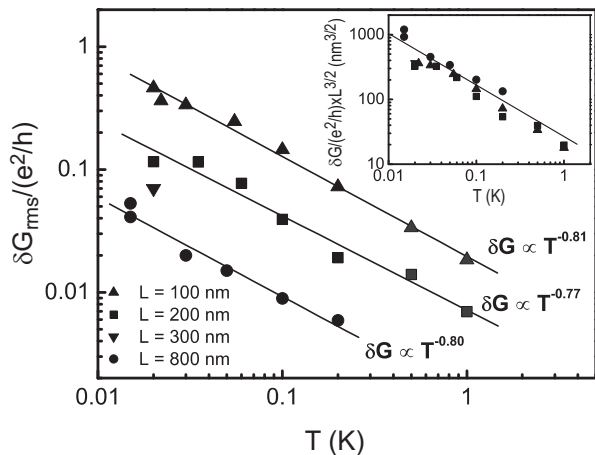 δG_rms/(e²/h)
1
0.1
0.01
0.01
0.1
1
T (K)
▲ L = 100 nm
■ L = 200 nm
▼ L = 300 nm
● L = 800 nm
δG ∝ T^-0.81
δG ∝ T^-0.77
δG ∝ T^-0.80
δG/(e²/h)xL^3/2 (nm^3/2)
1000
100
10
0.01
0.1
1
T (K)